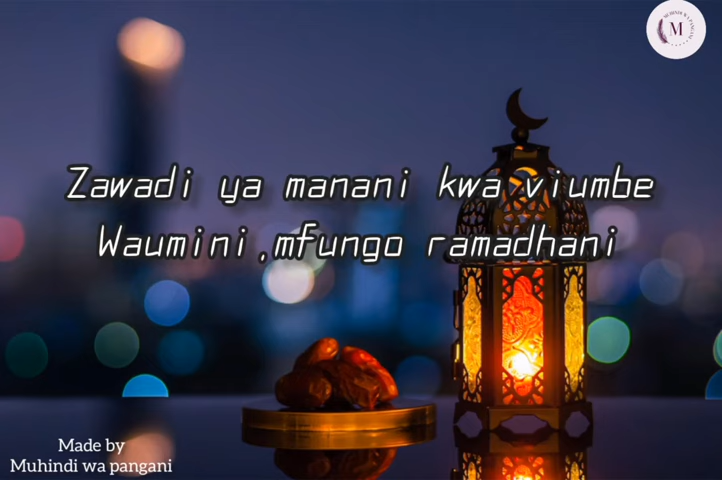 Zawadi ya manani kwa viumbe
Waumini ,mfungo ramadhani
Made by
Muhindi wa pangani
M